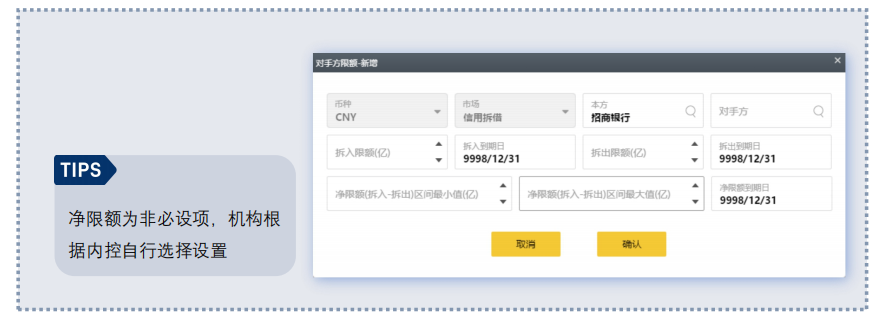 对手方限额-新增
×
币种
CNY
市场
信用拆借
本方
招商银行
对手方
拆入限额(亿)
拆入到期日
9998/12/31
拆出限额(亿)
拆出到期日
9998/12/31
净限额(拆入-拆出)区间最小值(亿)
净限额(拆入-拆出)区间最大值(亿)
净限额到期日
9998/12/31
取消
确认
TIPS
净限额为非必设项，机构根
据内控自行选择设置